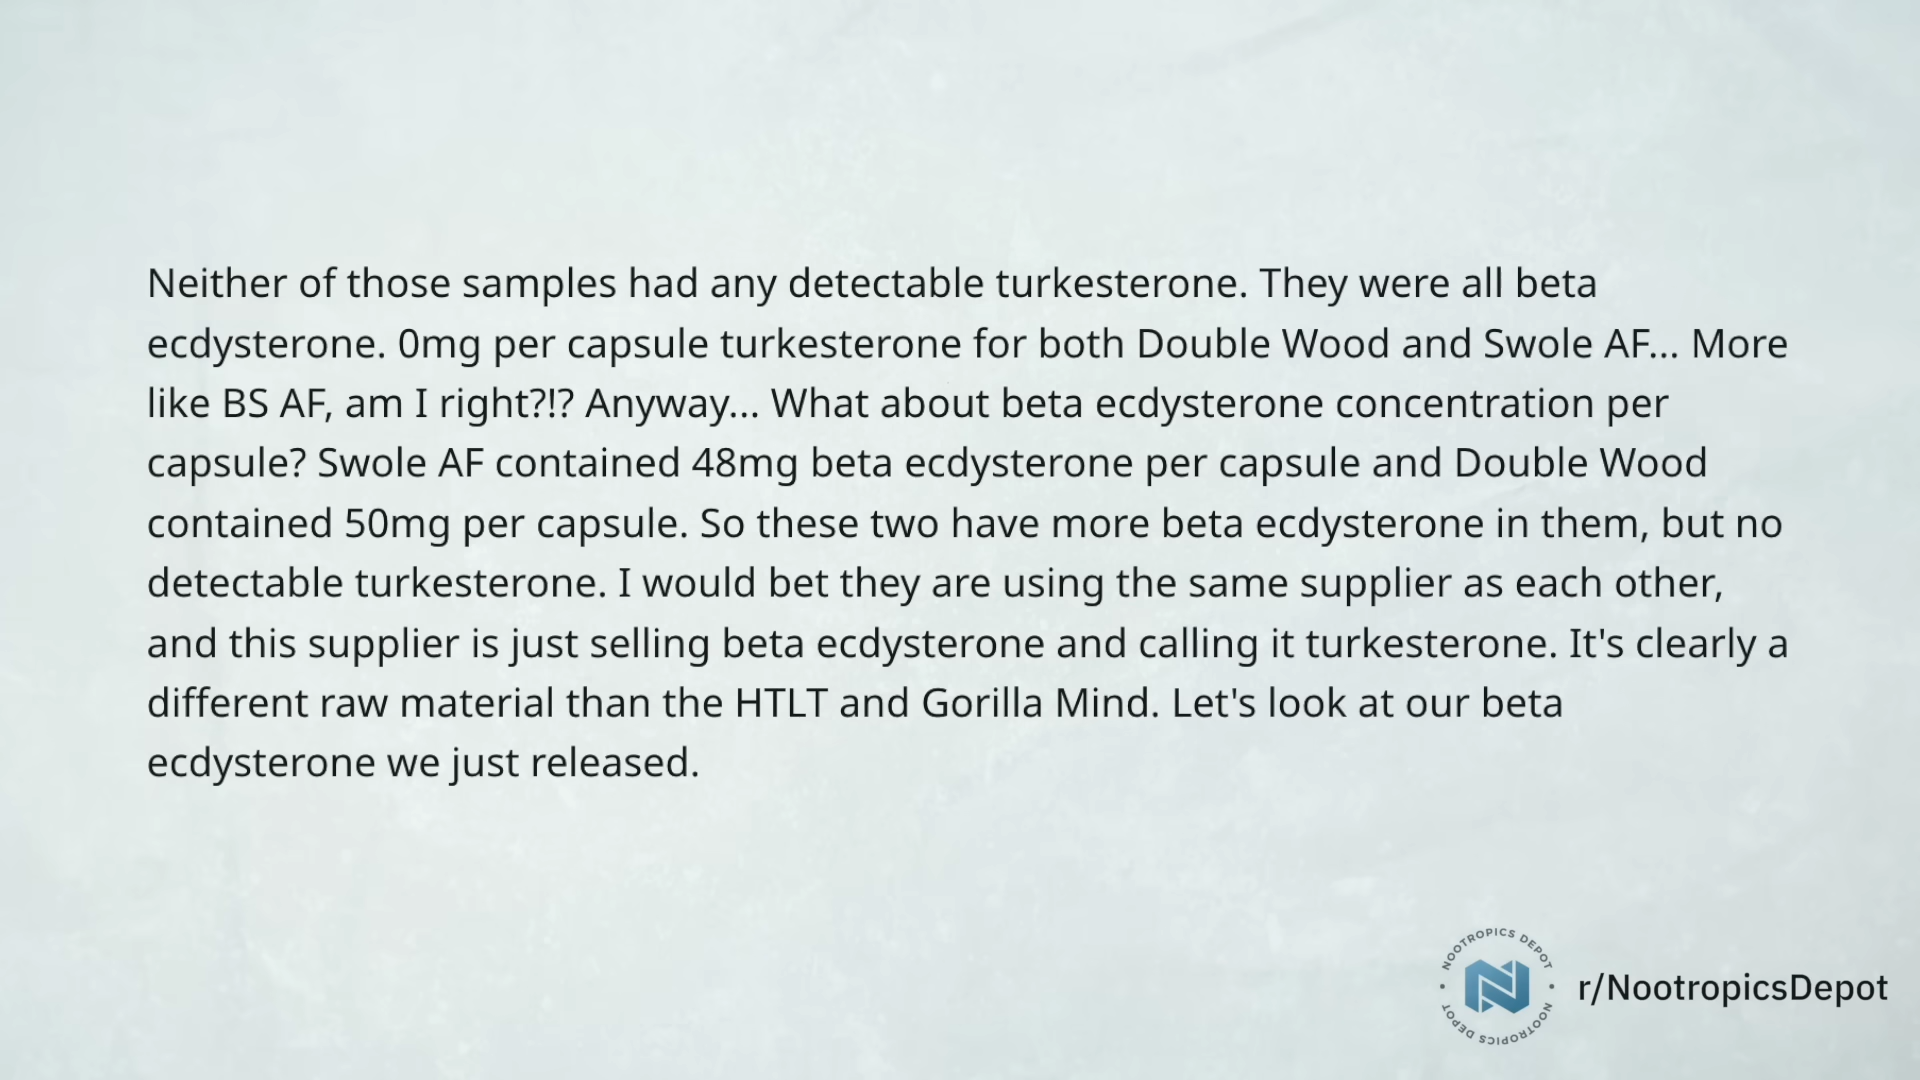 Neither of those samples had any detectable turkesterone. They were all beta
ecdysterone. 0mg per capsule turkesterone for both Double Wood and Swole AF... More
like BS AF, am I right?!? Anyway... What about beta ecdysterone concentration per
capsule? Swole AF contained 48mg beta ecdysterone per capsule and Double Wood
contained 50mg per capsule. So these two have more beta ecdysterone in them, but no
detectable turkesterone. I would bet they are using the same supplier as each other,
and this supplier is just selling beta ecdysterone and calling it turkesterone. It's clearly a
different raw material than the HTLT and Gorilla Mind. Let's look at our beta
ecdysterone we just released.
NOOTROPICS DEPOT
NOOTROPICS DEPOT
r/NootropicsDepot